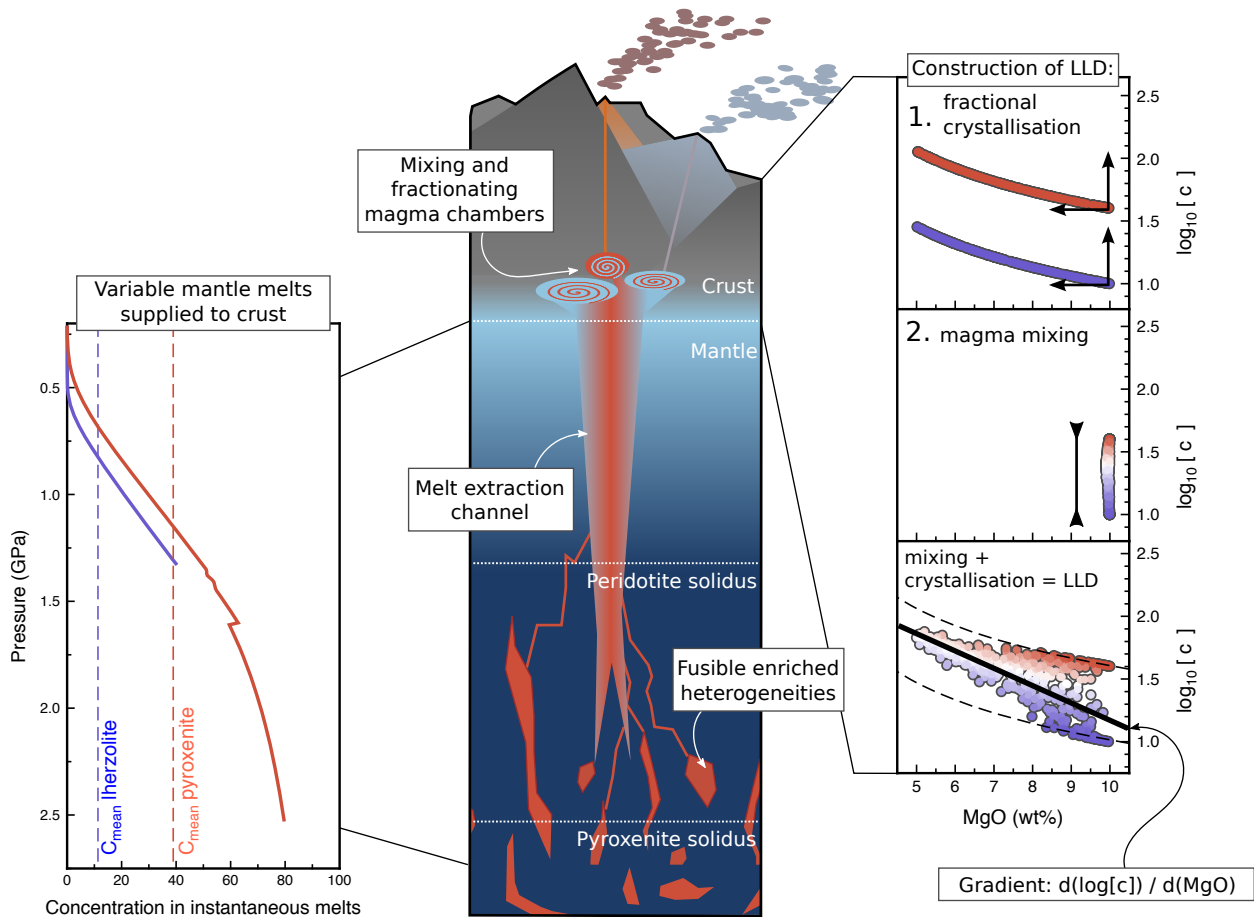 Variable mantle melts
supplied to crust
0.5
1.0
1.5
2.0
2.5
Pressure (GPa)
C_mean lherzolite
C_mean pyroxenite
0 20 40 60 80 100
Concentration in instantaneous melts
Mixing and
fractionating
magma chambers
Crust
Mantle
Melt extraction
channel
Peridotite solidus
Fusible enriched
heterogeneities
Pyroxenite solidus
Construction of LLD:
1. fractional
crystallisation
2.5
2.0
1.5
1.0
log10 [ c ]
2. magma mixing
2.5
2.0
1.5
1.0
log10 [ c ]
mixing +
crystallisation = LLD
2.5
2.0
1.5
1.0
log10 [ c ]
5 6 7 8 9 10
MgO (wt%)
Gradient: d(log[c]) / d(MgO)